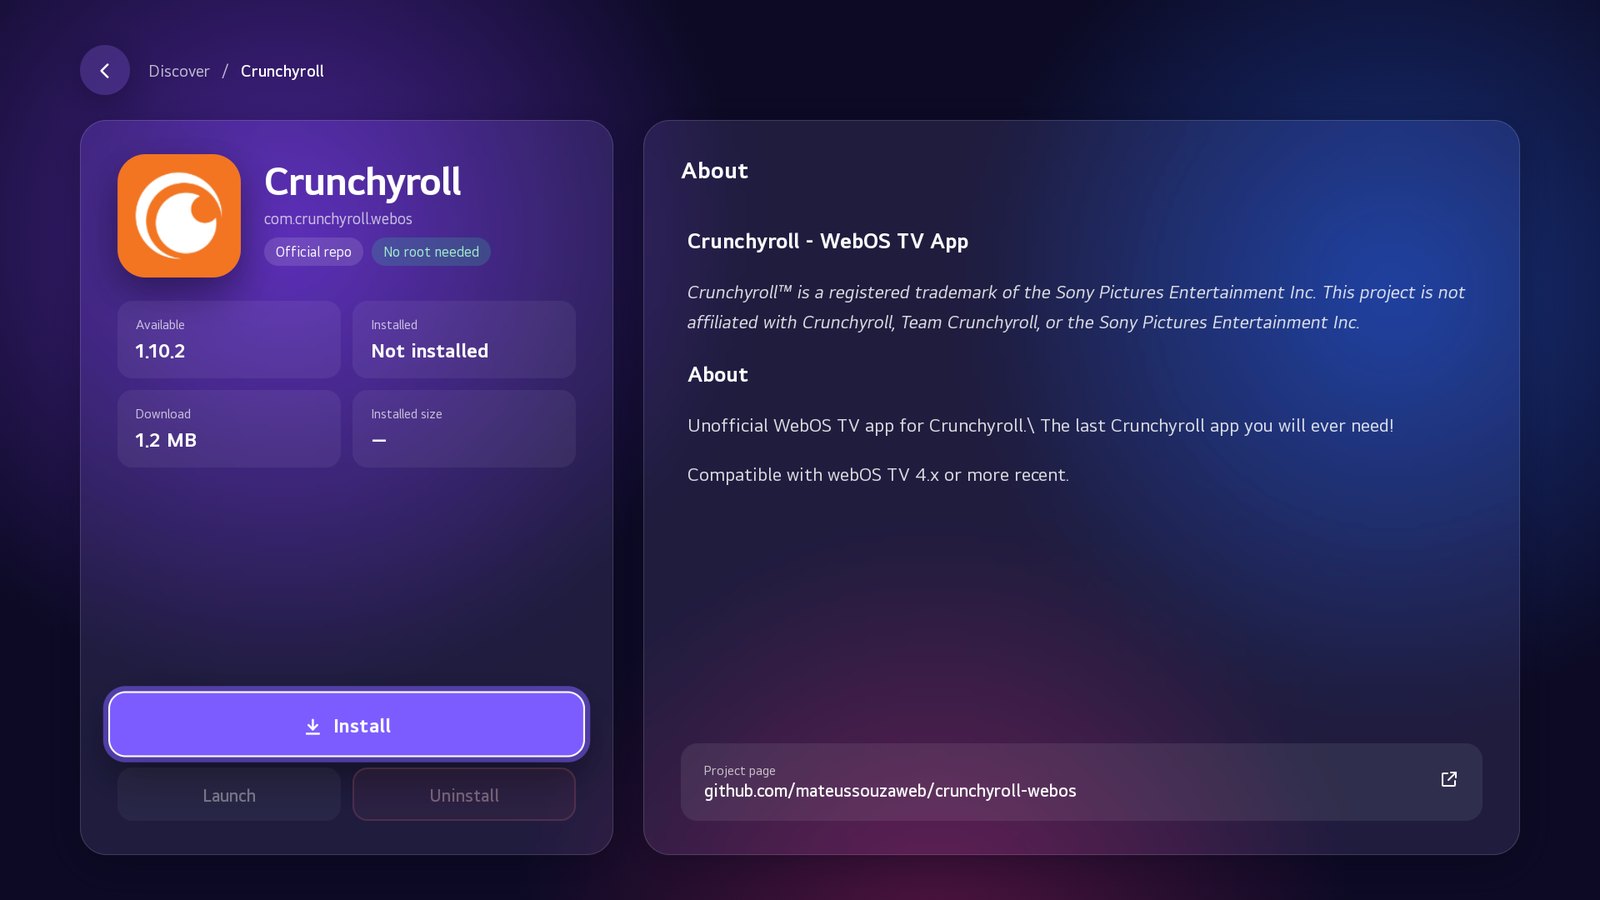 Discover / Crunchyroll
Crunchyroll
com.crunchyroll.webos
Official repo
No root needed
Available
1.10.2
Installed
Not installed
Download
1.2 MB
Installed size
—
Install
Launch
Uninstall
About
Crunchyroll - WebOS TV App
Crunchyroll™ is a registered trademark of the Sony Pictures Entertainment Inc. This project is not
affiliated with Crunchyroll, Team Crunchyroll, or the Sony Pictures Entertainment Inc.
About
Unofficial WebOS TV app for Crunchyroll.\ The last Crunchyroll app you will ever need!
Compatible with webOS TV 4.x or more recent.
Project page
github.com/mateussouzaweb/crunchyroll-webos